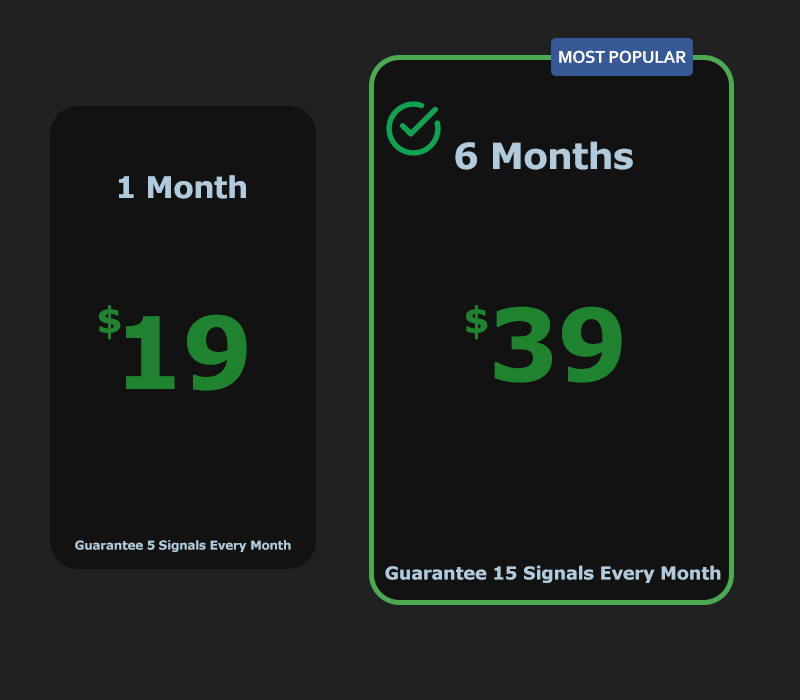 1 Month
$19
Guarantee 5 Signals Every Month
MOST POPULAR
6 Months
$39
Guarantee 15 Signals Every Month